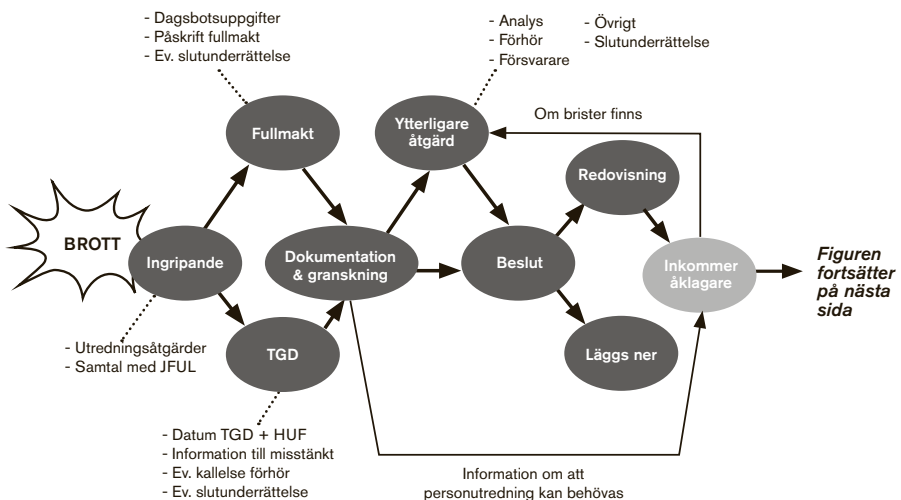 - Dagsbotsuppgifter
- Påskrift fullmakt
- Ev. slutunderrättelse
- Analys
- Förhör
- Försvarare
- Övrigt
- Slutunderrättelse
Fullmakt
Ytterligare
åtgärd
Om brister finns
Redovisning
BROTT
Ingripande
Dokumentation
& granskning
Beslut
Inkommer
åklagare
Figuren
fortsätter
på nästa
sida
- Utredningsåtgärder
- Samtal med JFUL
TGD
Läggs ner
- Datum TGD + HUF
- Information till misstänkt
- Ev. kallelse förhör
- Ev. slutunderrättelse
Information om att
personutredning kan behövas